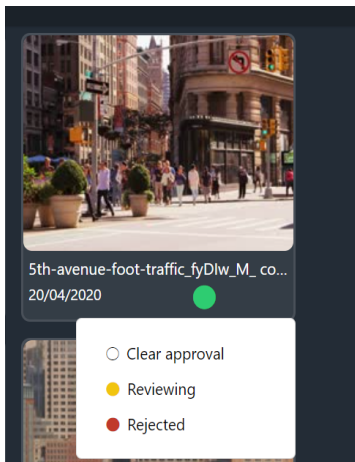 5th-avenue-foot-traffic_fyDlw_M_ co...
20/04/2020
Clear approval
Reviewing
Rejected